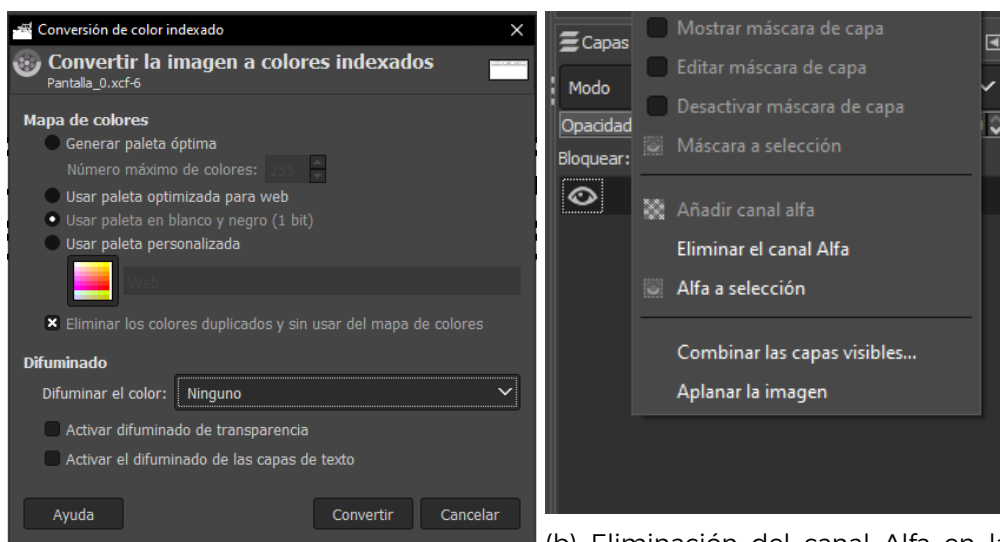 Conversión de color indexado
Convertir la imagen a colores indexados
Pantalla_0.xcf-6
Mapa de colores
Generar paleta óptima
Número máximo de colores: 255
Usar paleta optimizada para web
Usar paleta en blanco y negro (1 bit)
Usar paleta personalizada
Web
Eliminar los colores duplicados y sin usar del mapa de colores
Difuminado
Difuminar el color: Ninguno
Activar difuminado de transparencia
Activar el difuminado de las capas de texto
Ayuda Convertir Cancelar
Capas
Modo
Opacidad
Bloquear:
Mostrar máscara de capa
Editar máscara de capa
Desactivar máscara de capa
Máscara a selección
Añadir canal alfa
Eliminar el canal Alfa
Alfa a selección
Combinar las capas visibles...
Aplanar la imagen
(b) Eliminación del canal Alfa en la